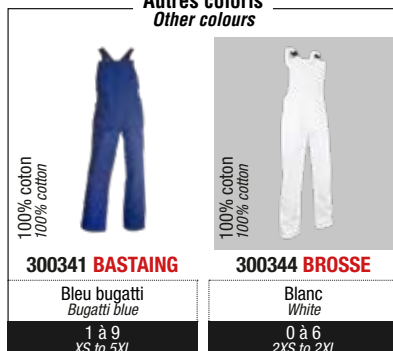 Autres coloris
Other colours
100% coton
100% cotton
100% coton
100% cotton
300341 BASTAING
300344 BROSSE
Bleu bugatti
Bugatti blue
Blanc
White
1 à 9
XS to 5XL
0 à 6
2XS to 2XL